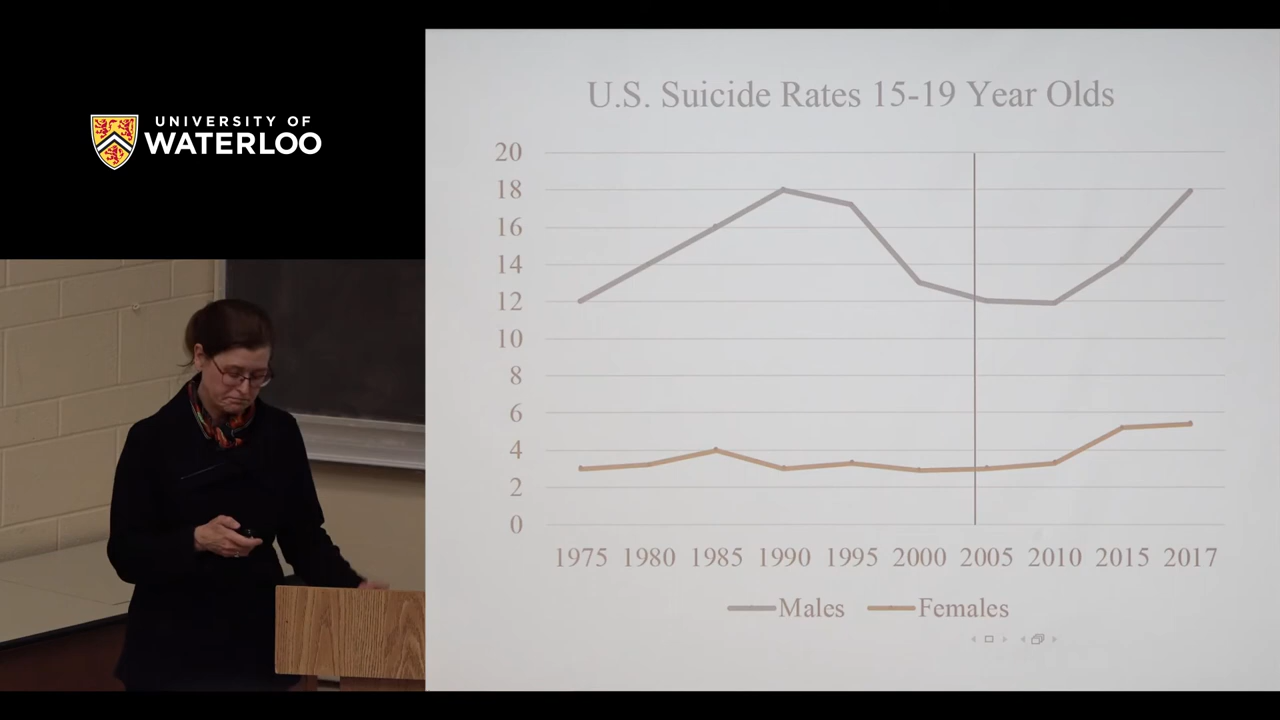 UNIVERSITY OF
WATERLOO
U.S. Suicide Rates 15-19 Year Olds
20
18
16
14
12
10
8
6
4
2
0
1975 1980 1985 1990 1995 2000 2005 2010 2015 2017
Males Females